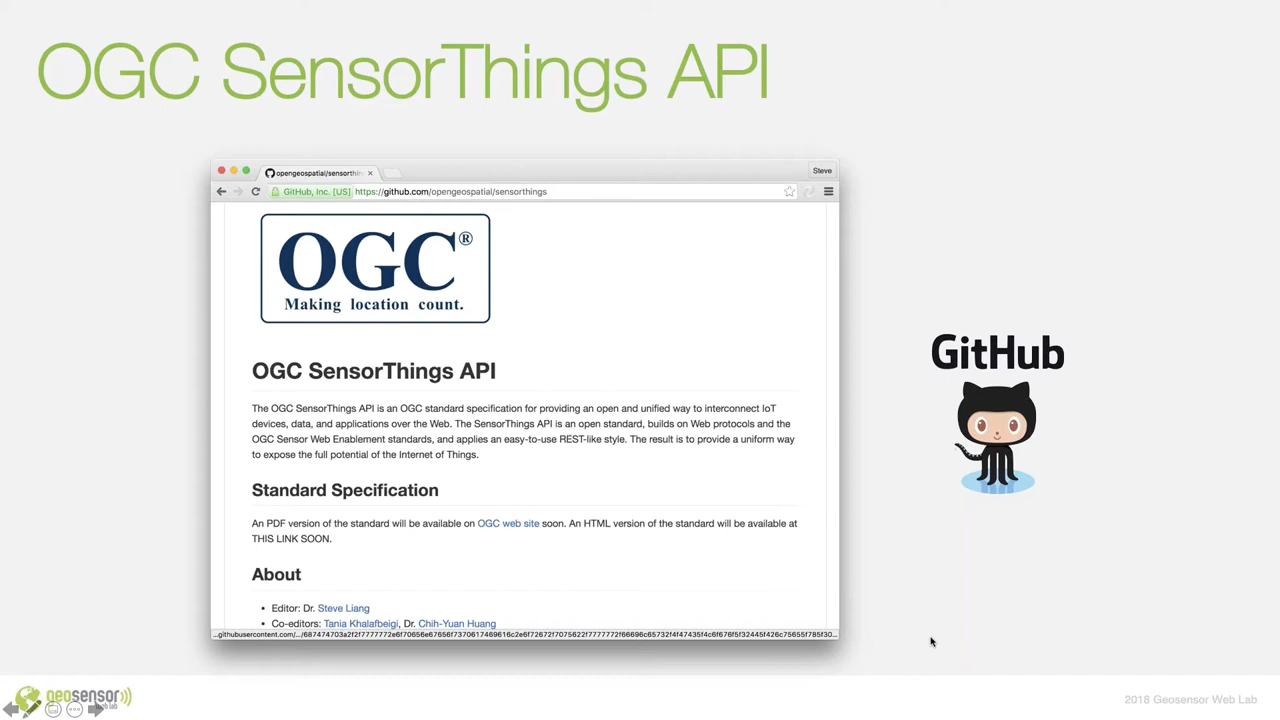 OGC SensorThings API
opengeospatial/sensorthin
Steve
GitHub, Inc. [US] https://github.com/opengeospatial/sensorthings
OGC®
Making location count.
OGC SensorThings API
The OGC SensorThings API is an OGC standard specification for providing an open and unified way to interconnect IoT
devices, data, and applications over the Web. The SensorThings API is an open standard, builds on Web protocols and the
OGC Sensor Web Enablement standards, and applies an easy-to-use REST-like style. The result is to provide a uniform way
to expose the full potential of the Internet of Things.
Standard Specification
An PDF version of the standard will be available on OGC web site soon. An HTML version of the standard will be available at
THIS LINK SOON.
About
• Editor: Dr. Steve Liang
• Co-editors: Tania Khalafbeigi, Dr. Chih-Yuan Huang
GitHub
geosensor
web lab
2018 Geosensor Web Lab